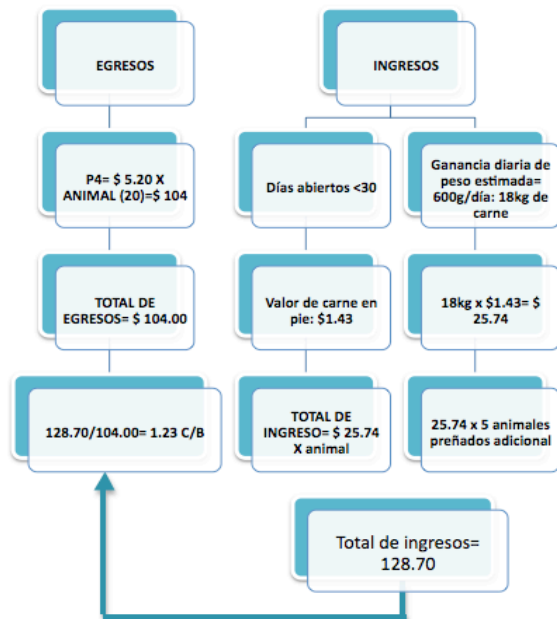 EGRESOS
P4= $ 5.20 X
ANIMAL (20)=$ 104
TOTAL DE
EGRESOS= $ 104.00
128.70/104.00= 1.23 C/B
INGRESOS
Días abiertos <30
Valor de carne en
pie: $1.43
TOTAL DE
INGRESO= $ 25.74
X animal
Ganancia diaria de
peso estimada=
600g/día: 18kg de
carne
18kg x $1.43= $
25.74
25.74 x 5 animales
preñados adicional
Total de ingresos=
128.70